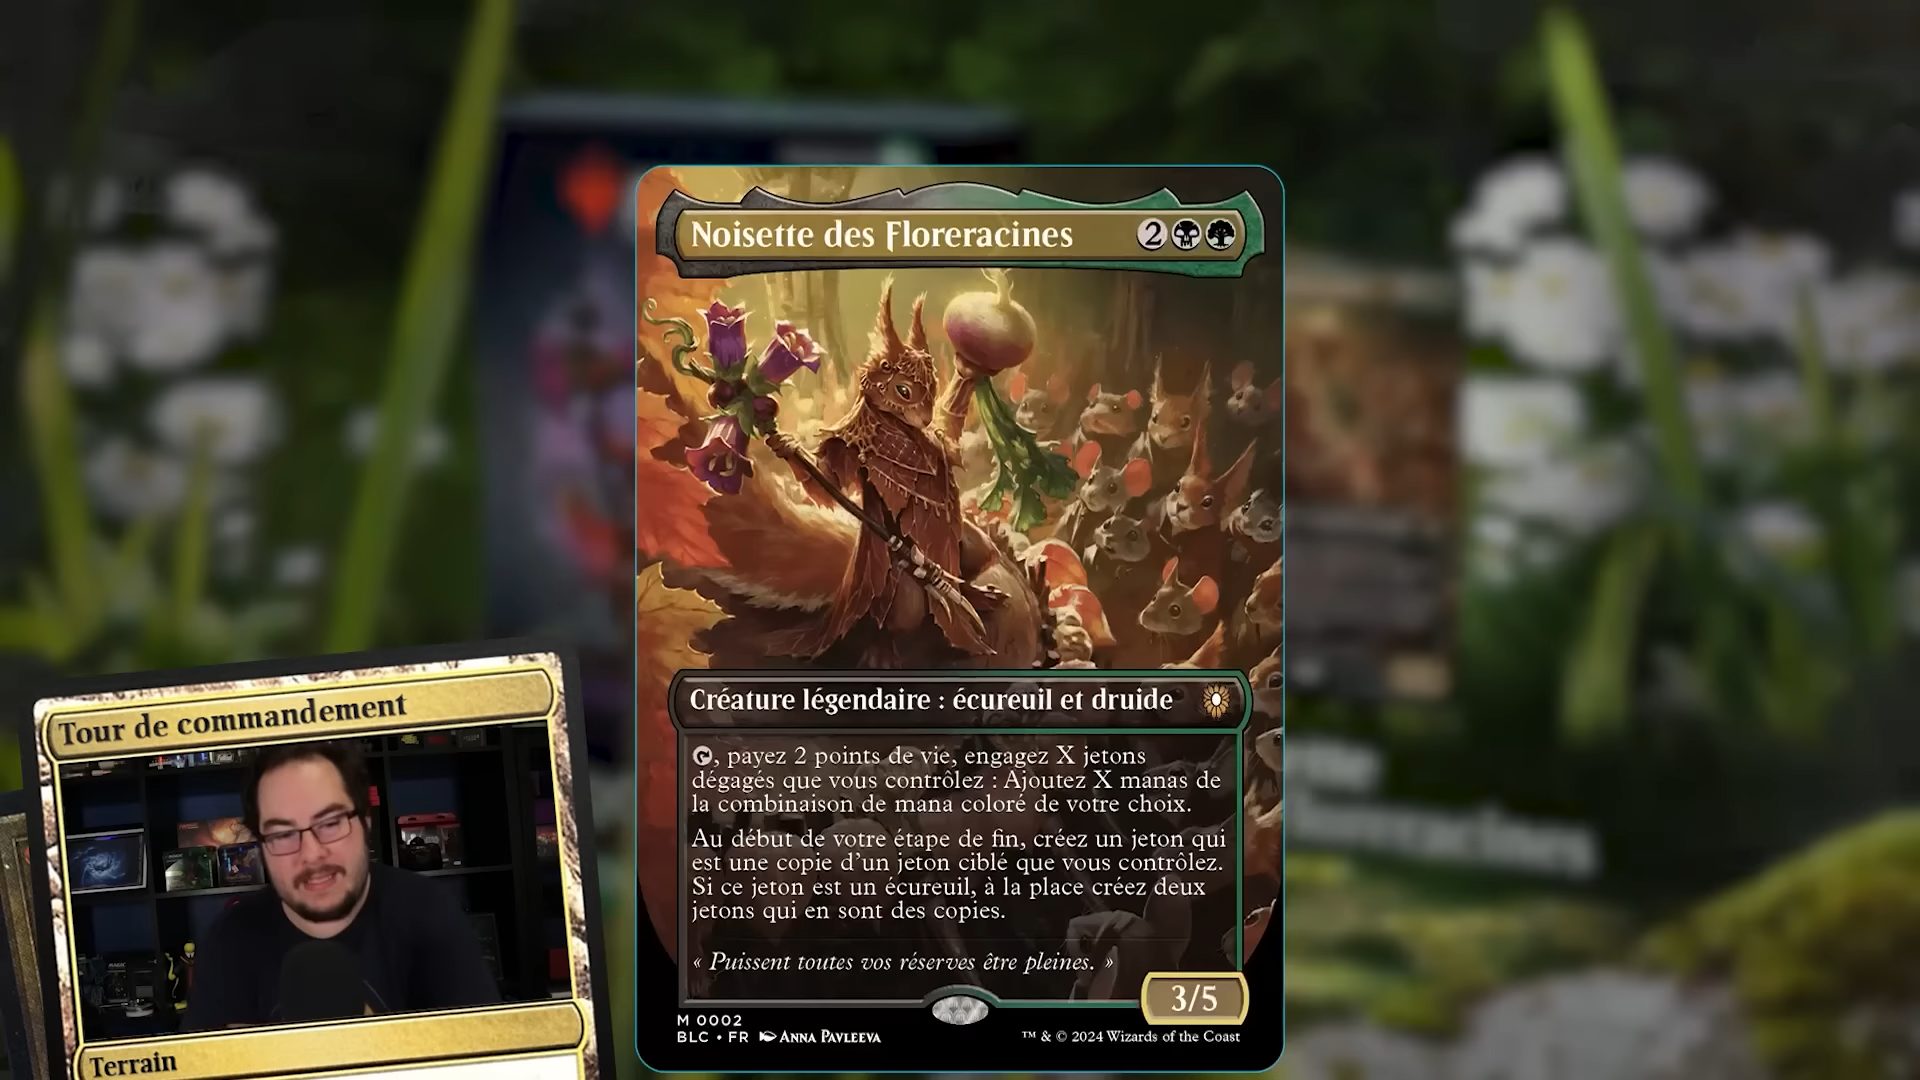 Noisette des Floreracines
2
Créature légendaire : écureuil et druide
, payez 2 points de vie, engagez X jetons
dégagés que vous contrôlez : Ajoutez X manas de
la combinaison de mana coloré de votre choix.
Au début de votre étape de fin, créez un jeton qui
est une copie d'un jeton ciblé que vous contrôlez.
Si ce jeton est un écureuil, à la place créez deux
jetons qui en sont des copies.
« Puissent toutes vos réserves être pleines. »
3/5
M 0002
BLC • FR ANNA PAVLEEVA
™ & © 2024 Wizards of the Coast
Tour de commandement
Terrain